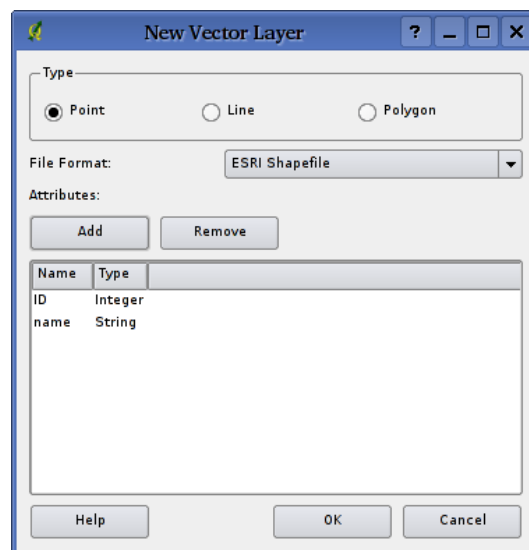 New Vector Layer ?
Type
Point Line Polygon
File Format: ESRI Shapefile
Attributes:
Add Remove
Name Type
ID Integer
name String
Help OK Cancel